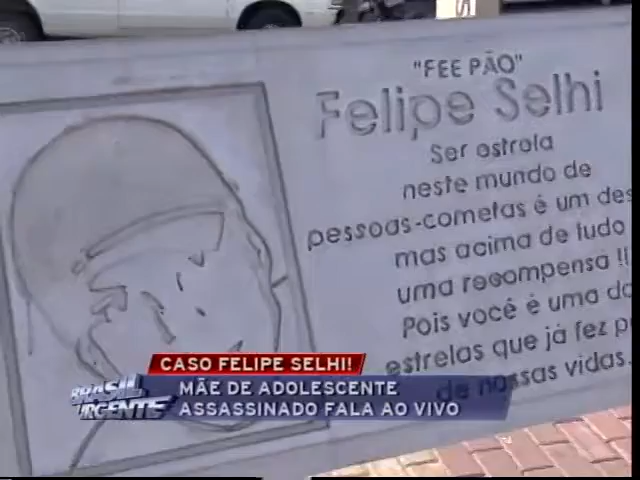 "FEE PÃO"
Felipe Selhi
Ser estrela
neste mundo de
pessoas-cometas é um des
mas acima de tudo
uma recompensa !!
Pois você é uma da
estrelas que já fez p
de nossas vidas.
CASO FELIPE SELHI!
MÃE DE ADOLESCENTE
ASSASSINADO FALA AO VIVO
BRASIL
URGENTE